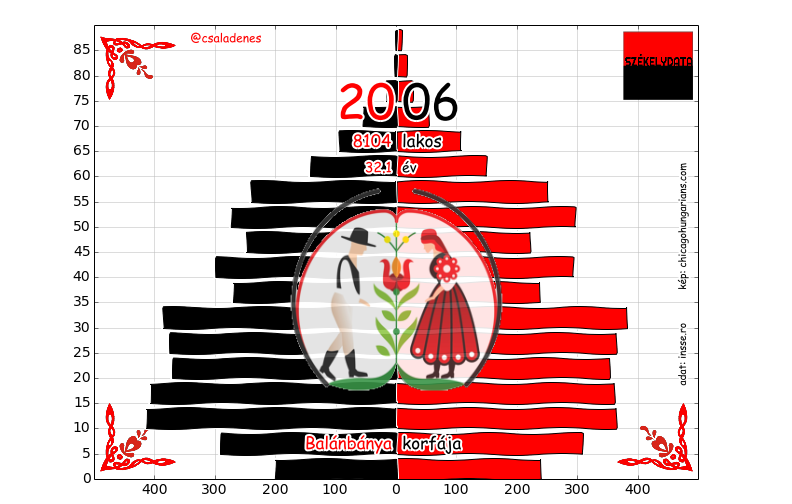 @csaladenes
SZÉKELYDATA
2006
8104 lakos
32,1 év
kép: chicagohungarians.com
adat: insse.ro
Balánbánya korfája
85
80
75
70
65
60
55
50
45
40
35
30
25
20
15
10
5
0
400 300 200 100 0 100 200 300 400